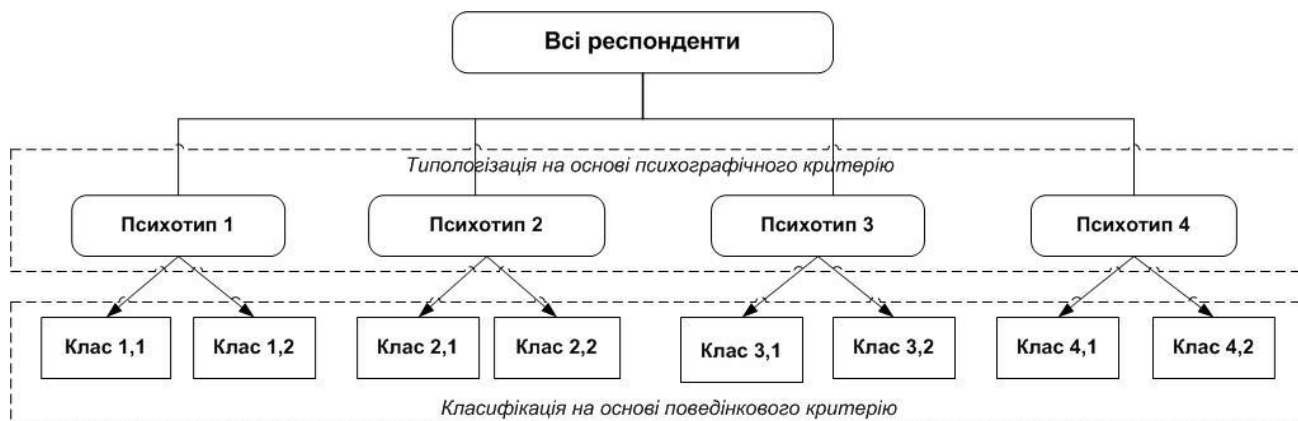 Всі респонденти
Типологізація на основі психографічного критерію
Психотип 1
Психотип 2
Психотип 3
Психотип 4
Клас 1,1
Клас 1,2
Клас 2,1
Клас 2,2
Клас 3,1
Клас 3,2
Клас 4,1
Клас 4,2
Класифікація на основі поведінкового критерію